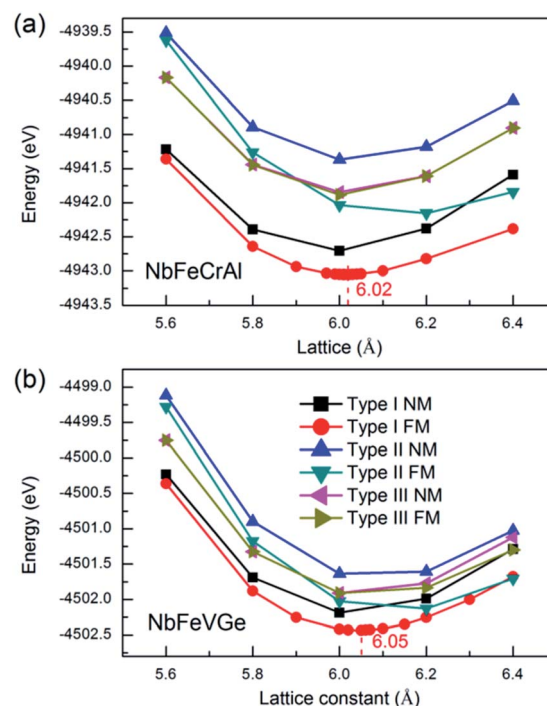 (a)
Energy (eV)
-4939.5
-4940.0
-4940.5
-4941.0
-4941.5
-4942.0
-4942.5
-4943.0
-4943.5
NbFeCrAl
6.02
5.6 5.8 6.0 6.2 6.4
Lattice (Å)
(b)
Energy (eV)
-4499.0
-4499.5
-4500.0
-4500.5
-4501.0
-4501.5
-4502.0
-4502.5
Type I NM
Type I FM
Type II NM
Type II FM
Type III NM
Type III FM
NbFeVGe
6.05
5.6 5.8 6.0 6.2 6.4
Lattice constant (Å)